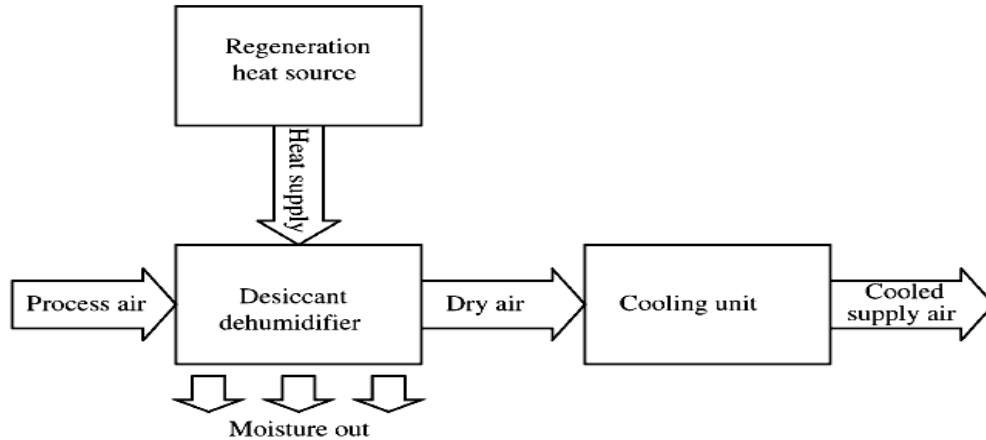 Regeneration
heat source
Heat supply
Process air
Desiccant
dehumidifier
Dry air
Cooling unit
Cooled
supply air
Moisture out